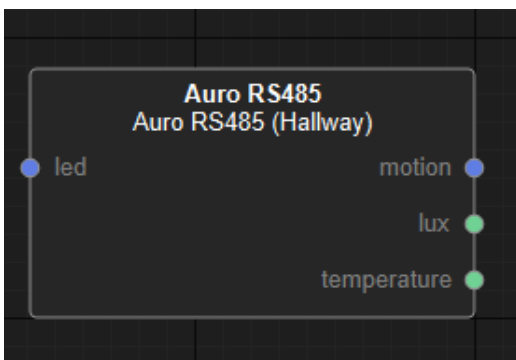 Auro RS485
Auro RS485 (Hallway)
led
motion
lux
temperature